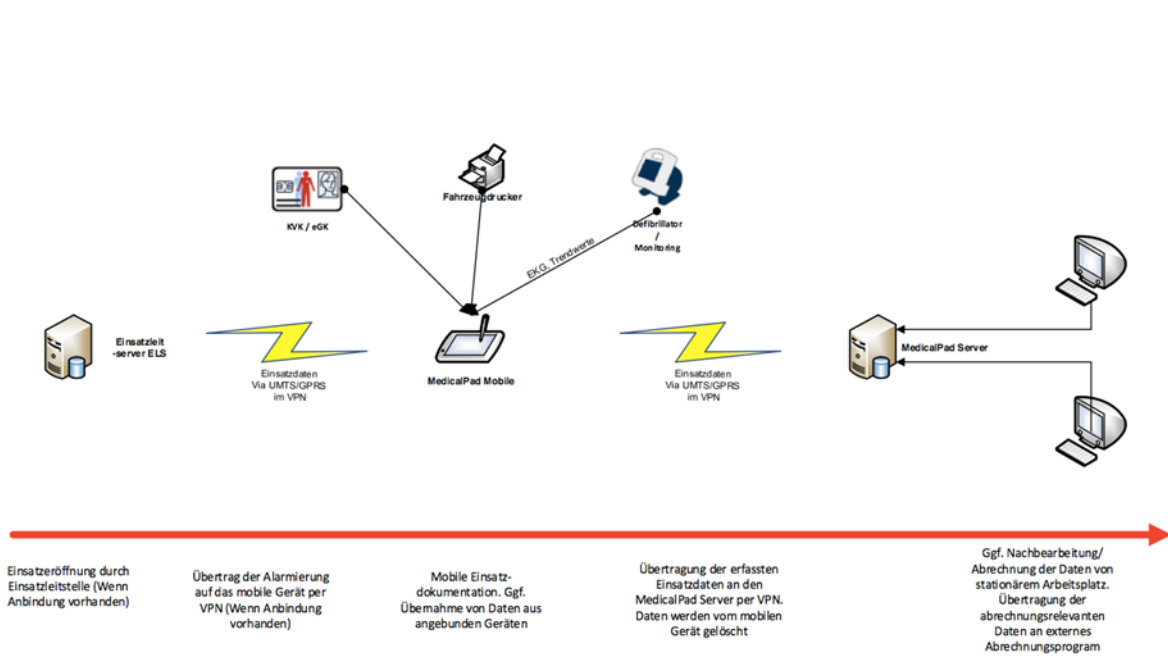 Fahrzeugdrucker
KVK / eGK
Defibrillator
/
Monitoring
EKG, Trendwerte
Einsatzleit
-server ELS
MedicalPad Server
Einsatzdaten
Via UMTS/GPRS
im VPN
MedicalPad Mobile
Einsatzdaten
Via UMTS/GPRS
im VPN
Einsatzeröffnung durch
Einsatzleitstelle (Wenn
Anbindung vorhanden)
Übertrag der Alarmierung
auf das mobile Gerät per
VPN (Wenn Anbindung
vorhanden)
Mobile Einsatz-
dokumentation. Ggf.
Übernahme von Daten aus
angebunden Geräten
Übertragung der erfassten
Einsatzdaten an den
MedicalPad Server per VPN.
Daten werden vom mobilen
Gerät gelöscht
Ggf. Nachbearbeitung/
Abrechnung der Daten von
stationärem Arbeitsplatz.
Übertragung der
abrechnungsrelevanten
Daten an externes
Abrechnungsprogram